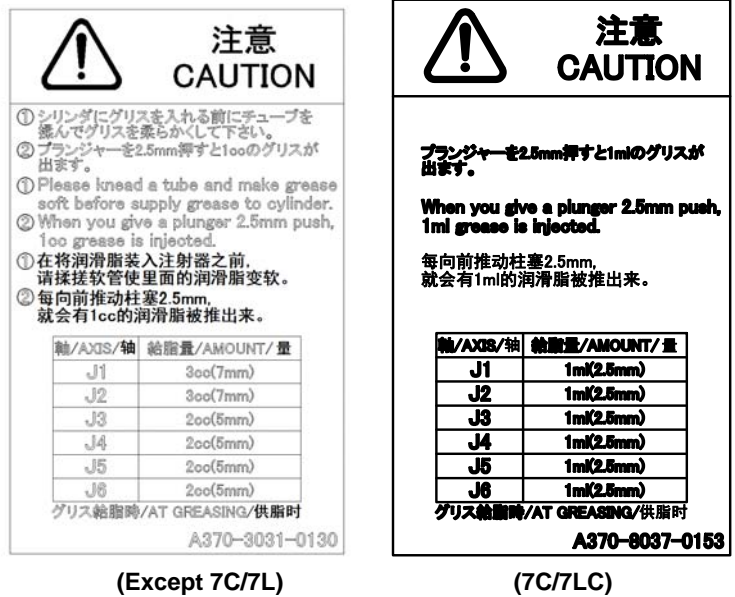 注意
CAUTION
①シリンダにグリスを入れる前にチューブを
揉んでグリスを柔らかくして下さい。
②プランジャーを2.5mm押すと1ccのグリスが
出ます。
①Please knead a tube and make grease
soft before supply grease to cylinder.
②When you give a plunger 2.5mm push,
1cc grease is injected.
①在将润滑脂装入注射器之前,
请揉搓软管使里面的润滑脂变软。
②每向前推动柱塞2.5mm,
就会有1cc的润滑脂被推出来。
軸/AXIS/轴 給脂量/AMOUNT/量
J1 3cc(7mm)
J2 3cc(7mm)
J3 2cc(5mm)
J4 2cc(5mm)
J5 2cc(5mm)
J6 2cc(5mm)
グリス給脂時/AT GREASING/供脂时
A370-3031-0130
(Except 7C/7L)
注意
CAUTION
プランジャーを2.5mm押すと1mlのグリスが
出ます。
When you give a plunger 2.5mm push,
1ml grease is injected.
每向前推动柱塞2.5mm,
就会有1ml的润滑脂被推出来。
軸/AXIS/轴 給脂量/AMOUNT/量
J1 1ml(2.5mm)
J2 1ml(2.5mm)
J3 1ml(2.5mm)
J4 1ml(2.5mm)
J5 1ml(2.5mm)
J6 1ml(2.5mm)
グリス給脂時/AT GREASING/供脂时
A370-8037-0153
(7C/7LC)